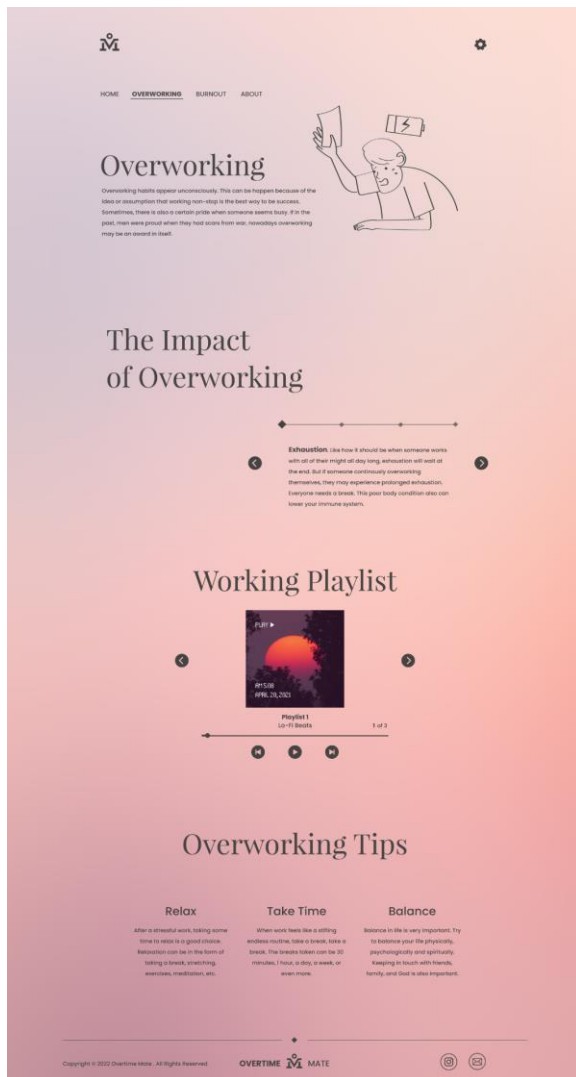 HOME OVERWORKING BURNOUT ABOUT
Overworking
Overworking habits appear unconsciously. This can be happen because of the
idea or assumption that working non-stop is the best way to be success.
Sometimes, there is also a certain pride when someone seems busy. If in the
past, men were proud when they had scars from war, nowadays overworking
may be an award in itself.
The Impact
of Overworking
Exhaustion. Like how it should be when someone works
with all of their might all day long, exhaustion will wait at
the end. But if someone continously overworking
themselves, they may experience prolonged exhaustion.
Everyone needs a break. This poor body condition also can
lower your immune system.
Working Playlist
PLAY
AM 5:00
APRIL 20, 2021
Playlist 1
Lo-Fi Beats
1 of 3
Overworking Tips
Relax
After a stressful work, taking some
time to relax is a good choice.
Relaxation can be in the form of
taking a break, stretching,
exercises, meditation, etc.
Take Time
When work feels like a stifling
endless routine, take a break, take a
break. The breaks taken can be 30
minutes, 1 hour, a day, a week, or
even more.
Balance
Balance in life is very important. Try
to balance your life physically,
psychologically and spiritually.
Keeping in touch with friends,
family, and God is also important.
Copyright © 2022 Overtime Mate. All Rights Reserved
OVERTIME M MATE